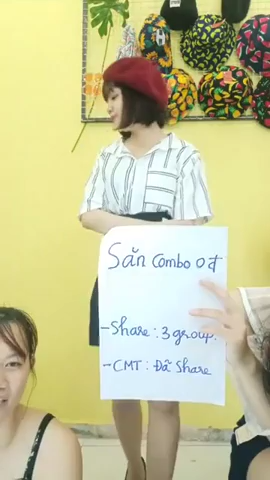 Săn combo 0đ
- Share : 3 group.
- CMT : Đã Share